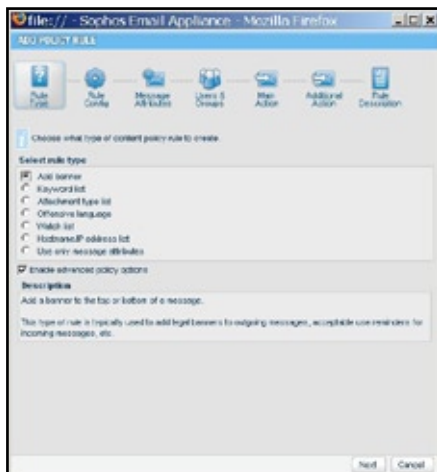 file:// - Sophos Email Appliance - Mozilla Firefox
ADD POLICY RULE
Rule Type
Rule Config
Message Attributes
Users & Groups
Main Action
Additional Action
Rule Description
Choose what type of content policy rule to create.
Select rule type
Add banner
Keyword list
Attachment type list
Offensive language
Watch list
Hostname/IP address list
Use only message attributes
Enable advanced policy actions
Description
Add a banner to the top or bottom of a message.
This type of rule is typically used to add legal banners to outgoing messages, acceptable use reminders for
incoming messages, etc.
Next
Cancel